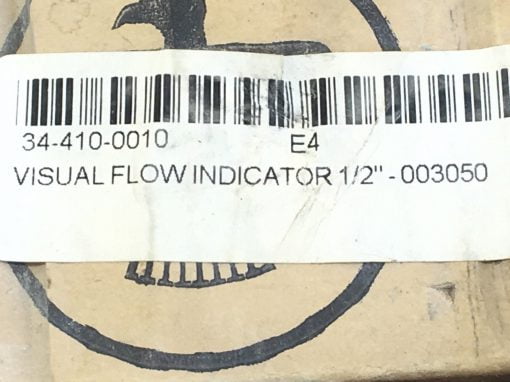 34-410-0010 E4
VISUAL FLOW INDICATOR 1/2" - 003050